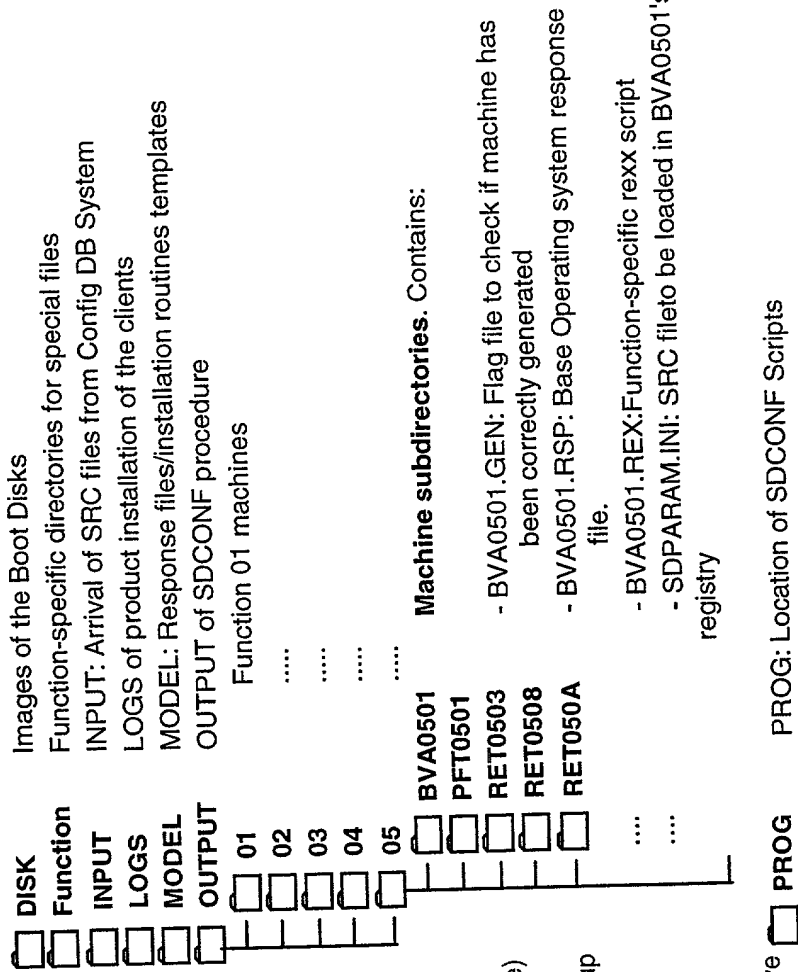 DISK Images of the Boot Disks
Function Function-specific directories for special files
INPUT INPUT: Arrival of SRC files from Config DB System
LOGS LOGS of product installation of the clients
MODEL MODEL: Response files/installation routines templates
OUTPUT OUTPUT of SDCONF procedure
01 Function 01 machines
02 .....
03 .....
04 .....
05 .....
BVA0501 Machine subdirectories. Contains:
PFT0501
RET0503
RET0508
RET050A
....
....
- BVA0501.GEN: Flag file to check if machine has
been correctly generated
- BVA0501.RSP: Base Operating system response
file.
- BVA0501.REX:Function-specific rexx script
- SDPARAM.INI: SRC fileto be loaded in BVA0501's
registry
PROG PROG: Location of SDCONF Scripts